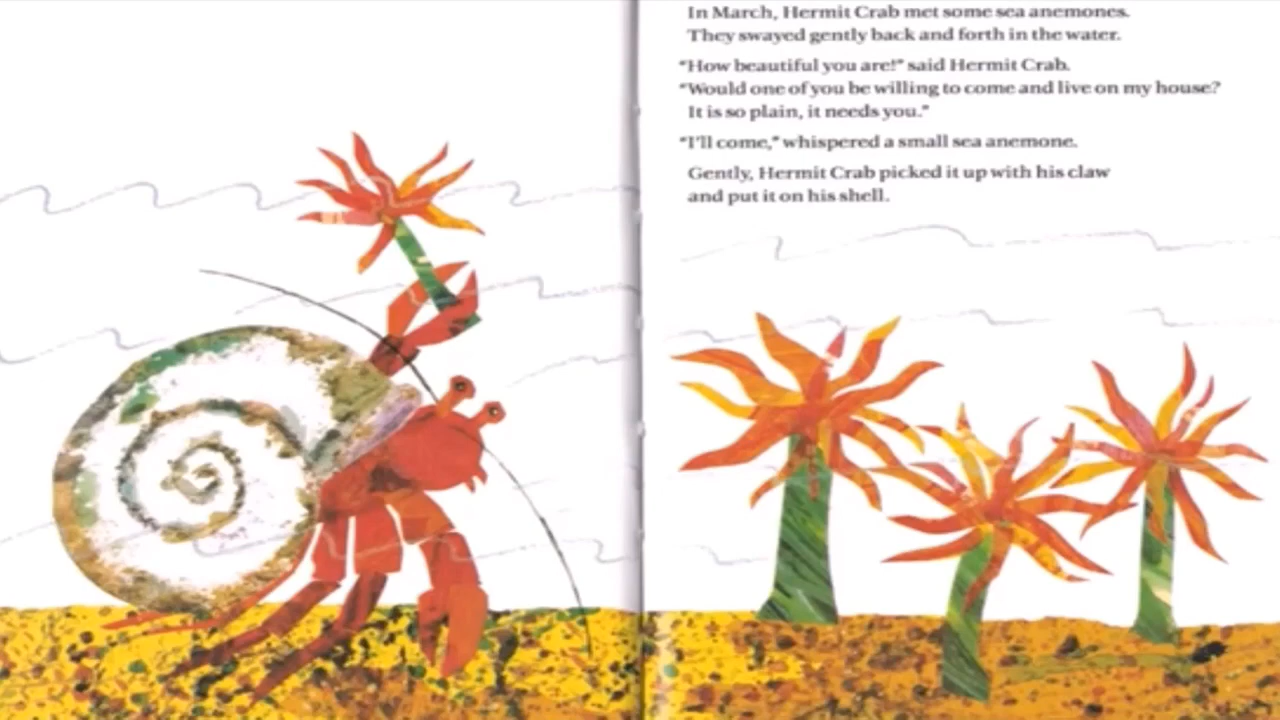 In March, Hermit Crab met some sea anemones.
They swayed gently back and forth in the water.
"How beautiful you are!" said Hermit Crab.
"Would one of you be willing to come and live on my house?
It is so plain, it needs you."
"I'll come," whispered a small sea anemone.
Gently, Hermit Crab picked it up with his claw
and put it on his shell.